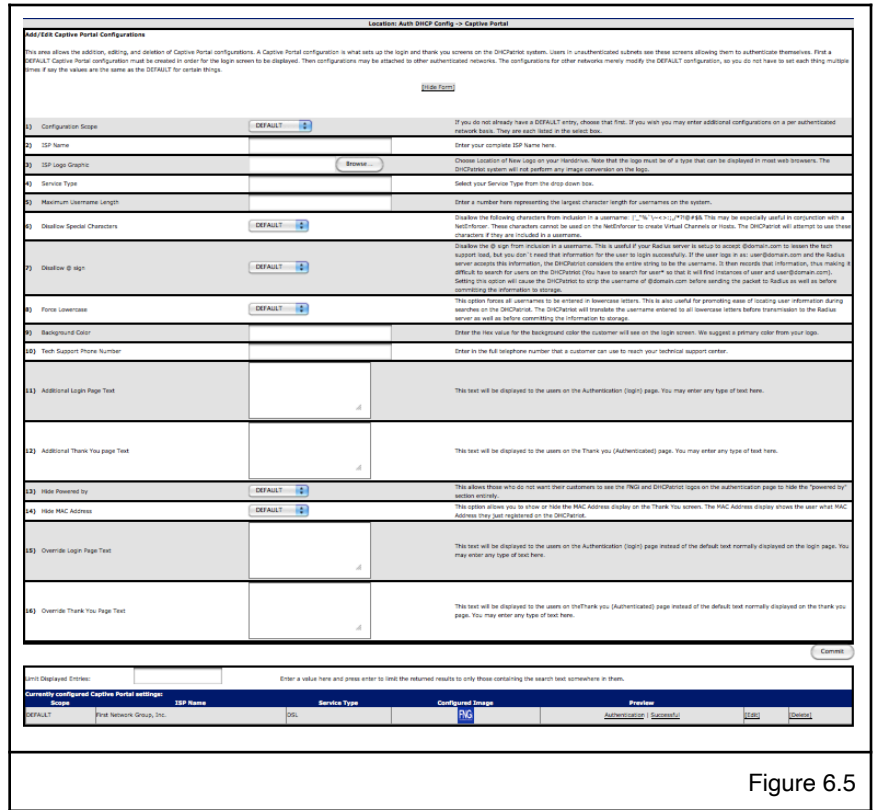 Location: Auth DHCP Config -> Captive Portal
Add/Edit Captive Portal Configurations
This area allows the addition, editing, and deletion of Captive Portal configurations. A Captive Portal configuration is what sets up the login and thank you screens on the DHCPatriot system. Users in unauthenticated subnets see these screens allowing them to authenticate themselves. First a
DEFAULT Captive Portal configuration must be created in order for the login screen to be displayed. Then configurations may be attached to other authenticated networks. The configurations for other networks merely modify the DEFAULT configuration, so you do not have to set each thing multiple
times if say the values are the same as the DEFAULT for certain things.
[Hide Form]
1) Configuration Scope DEFAULT If you do not already have a DEFAULT entry, choose that first. If you wish you may enter additional configurations on a per authenticated
network basis. They are each listed in the select box.
2) ISP Name Enter your complete ISP Name here.
3) ISP Logo Graphic Browse... Choose Location of New Logo on your Harddrive. Note that the logo must be of a type that can be displayed in most web browsers. The
DHCPatriot system will not perform any image conversion on the logo.
4) Service Type Select your Service Type from the drop down box.
5) Maximum Username Length Enter a number here representing the largest character length for usernames on the system.
6) Disallow Special Characters DEFAULT Disallow the following characters from inclusion in a username: This may be especially useful in conjunction with a
NetEnforcer. These characters cannot be used on the NetEnforcer to create Virtual Channels or Hosts. The DHCPatriot will attempt to use these
characters if they are included in a username.
7) Disallow @ sign DEFAULT Disallow the @ sign from inclusion in a username. This is useful if your Radius server is setup to accept @domain.com to lessen the tech
support load, but you don`t need that information for the user to login successfully. If the user logs in as: user@domain.com and the Radius
server accepts this information, the DHCPatriot considers the entire string to be the username. It then records that information, thus making it
difficult to search for users on the DHCPatriot (You have to search for user* so that it will find instances of user and user@domain.com).
Setting this option will cause the DHCPatriot to strip the username of @domain.com before sending the packet to Radius as well as before
committing the information to storage.
8) Force Lowercase DEFAULT This option forces all usernames to be entered in lowercase letters. This is also useful for promoting ease of locating user information during
searches on the DHCPatriot. The DHCPatriot will translate the username entered to all lowercase letters before transmission to the Radius
server as well as before committing the information to storage.
9) Background Color Enter the Hex value for the background color the customer will see on the login screen. We suggest a primary color from your logo.
10) Tech Support Phone Number Enter in the full telephone number that a customer can use to reach your technical support center.
11) Additional Login Page Text This text will be displayed to the users on the Authentication (login) page. You may enter any type of text here.
12) Additional Thank You page Text This text will be displayed to the users on the Thank you (Authenticated) page. You may enter any type of text here.
13) Hide Powered by DEFAULT This allows those who do not want their customers to see the FNGi and DHCPatriot logos on the authentication page to hide the "powered by"
section entirely.
14) Hide MAC Address DEFAULT This option allows you to show or hide the MAC Address display on the Thank You screen. The MAC Address display shows the user what MAC
Address they just registered on the DHCPatriot.
15) Override Login Page Text This text will be displayed to the users on the Authentication (login) page instead of the default text normally displayed on the login page. You
may enter any type of text here.
16) Override Thank You Page Text This text will be displayed to the users on theThank you (Authenticated) page instead of the default text normally displayed on the thank you
page. You may enter any type of text here.
Commit
Limit Displayed Entries: Enter a value here and press enter to limit the returned results to only those containing the search text somewhere in them.
Currently configured Captive Portal settings:
Scope ISP Name Service Type Configured Image Preview
DEFAULT First Network Group, Inc. DSL FNG Authentication | Successful [Edit] [Delete]
Figure 6.5